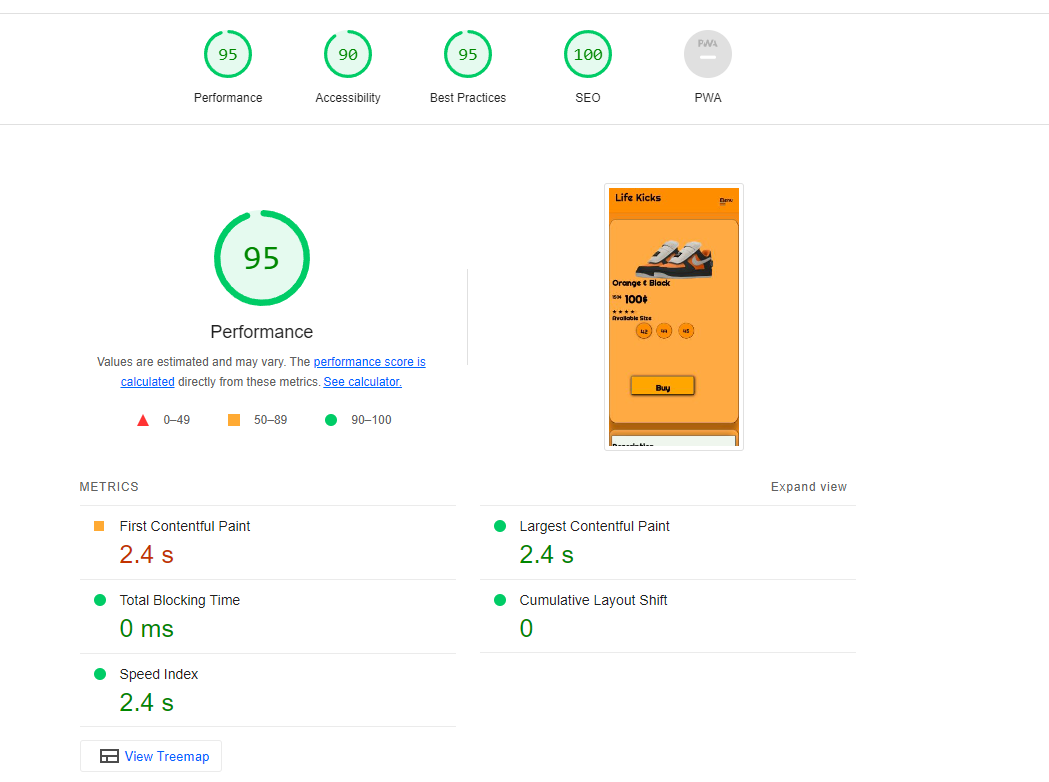 95
90
95
100
PWA
Performance
Accessibility
Best Practices
SEO
PWA
95
Performance
Values are estimated and may vary. The performance score is
calculated directly from these metrics. See calculator.
0–49
50–89
90–100
Life Kicks
Menu
Orange & Black
100$
Available Size
42
44
45
Buy
Description
METRICS
Expand view
First Contentful Paint
2.4 s
Largest Contentful Paint
2.4 s
Total Blocking Time
0 ms
Cumulative Layout Shift
0
Speed Index
2.4 s
View Treemap